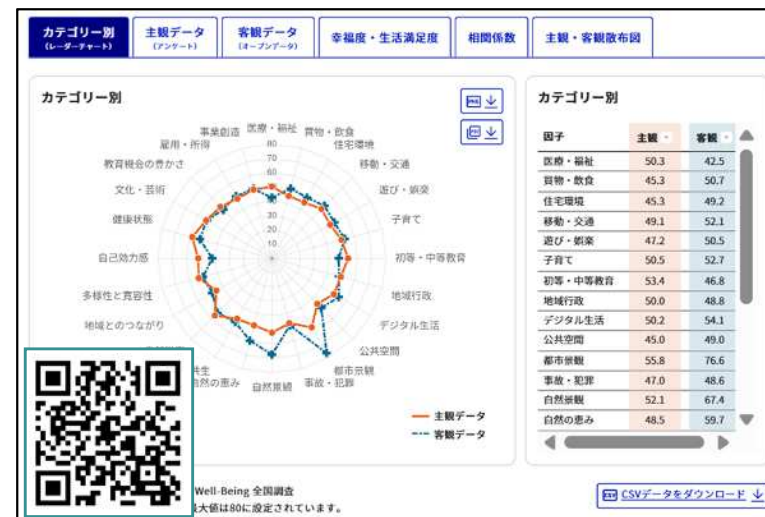 カテゴリー別
(レーダーチャート)
主観データ
(アンケート)
客観データ
(オープンデータ)
幸福度・生活満足度
相関係数
主観・客観散布図
カテゴリー別
医療・福祉
買物・飲食
住宅環境
移動・交通
遊び・娯楽
子育て
初等・中等教育
地域行政
デジタル生活
公共空間
都市景観
事故・犯罪
自然景観
自然の恵み
共生
地域とのつながり
多様性と寛容性
自己効力感
健康状態
文化・芸術
教育機会の豊かさ
雇用・所得
事業創造
80
70
60
30
20
10
主観データ
客観データ
カテゴリー別
因子 主観 客観
医療・福祉 50.3 42.5
買物・飲食 45.3 50.7
住宅環境 45.3 49.2
移動・交通 49.1 52.1
遊び・娯楽 47.2 50.5
子育て 50.5 52.7
初等・中等教育 53.4 46.8
地域行政 50.0 48.8
デジタル生活 50.2 54.1
公共空間 45.0 49.0
都市景観 55.8 76.6
事故・犯罪 47.0 48.6
自然景観 52.1 67.4
自然の恵み 48.5 59.7
Well-Being 全国調査
大値は80に設定されています。
CSVデータをダウンロード